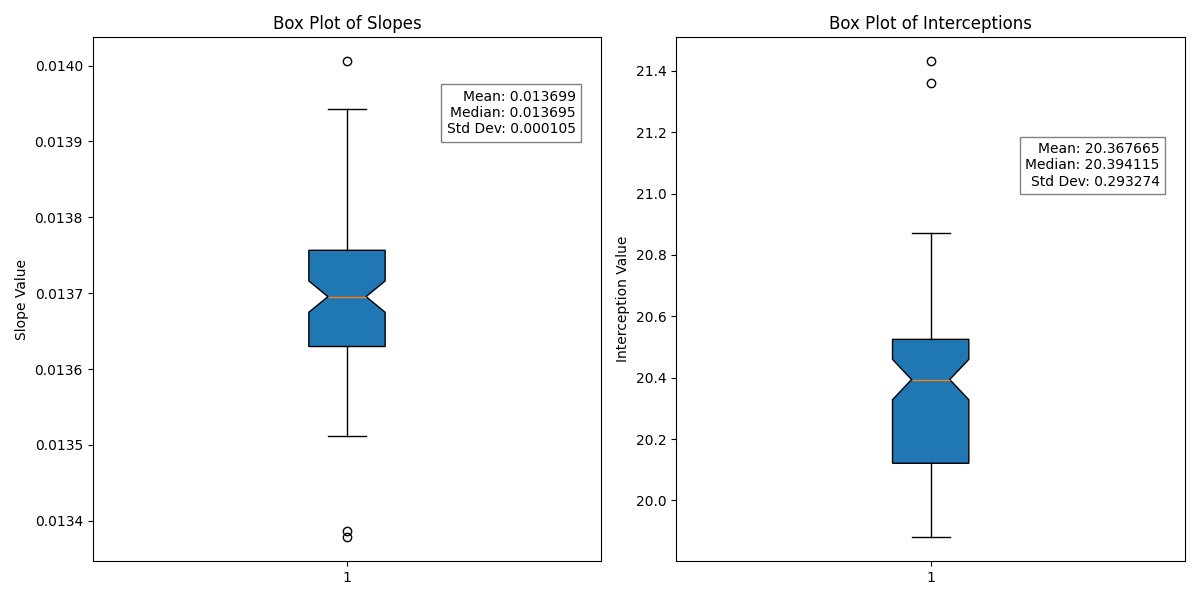 Box Plot of Slopes
0.0140
0.0139
0.0138
0.0137
0.0136
0.0135
0.0134
Slope Value
Mean: 0.013699
Median: 0.013695
Std Dev: 0.000105
1
Box Plot of Interceptions
21.4
21.2
21.0
20.8
20.6
20.4
20.2
20.0
Interception Value
Mean: 20.367665
Median: 20.394115
Std Dev: 0.293274
1